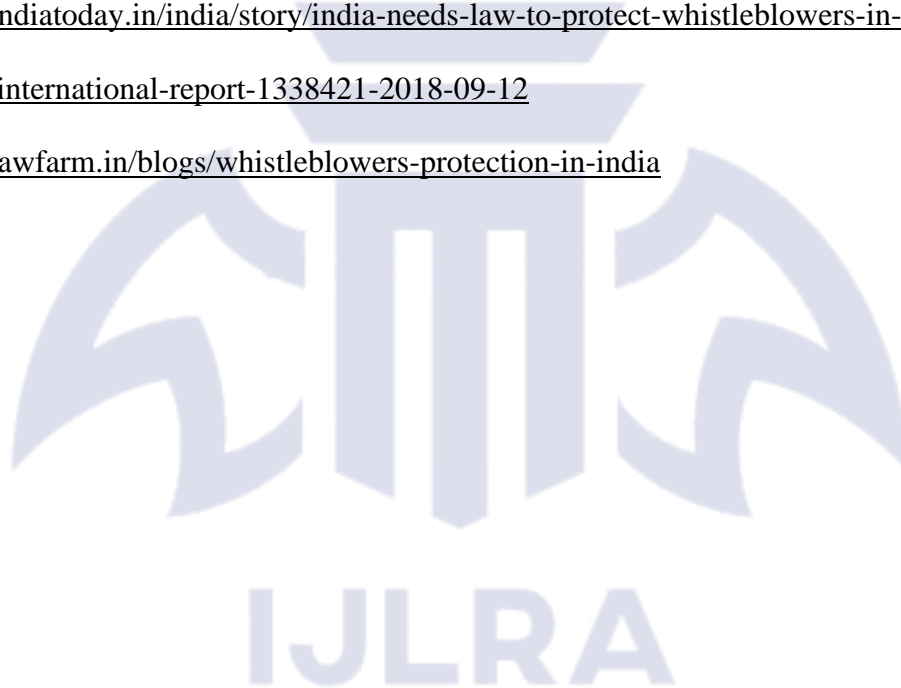 ndiatoday.in/india/story/india-needs-law-to-protect-whistleblowers-in-
international-report-1338421-2018-09-12
awfarm.in/blogs/whistleblowers-protection-in-india
IJLRA